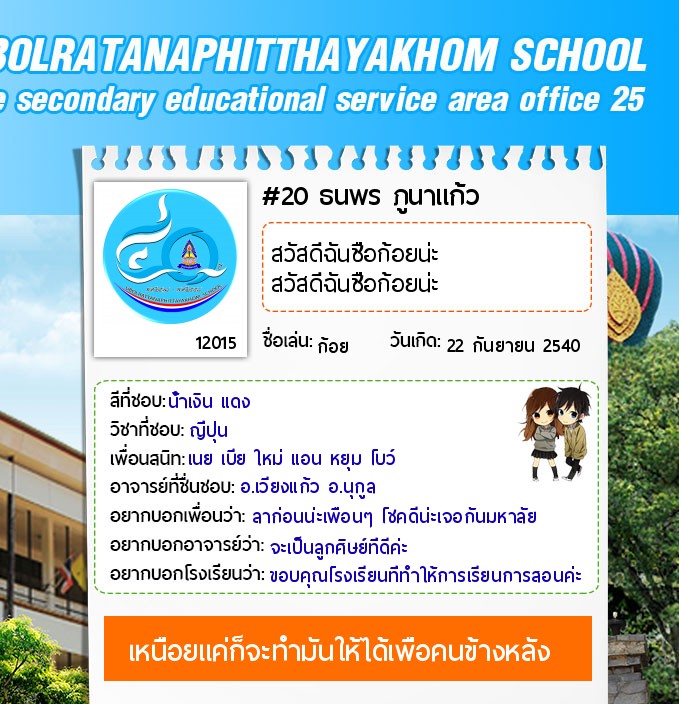 BOLRATANAPHITTHAYAKHOM SCHOOL
e secondary educational service area office 25
#20 ธนพร ภูนาแก้ว
สวัสดีฉันชื่อก้อยน่ะ
สวัสดีฉันชื่อก้อยน่ะ
12015
ชื่อเล่น: ก้อย วันเกิด: 22 กันยายน 2540
สีที่ชอบ: น้ำเงิน แดง
วิชาที่ชอบ: ญี่ปุ่น
เพื่อนสนิท: เนย เบีย ใหม่ แอน หยุม โบว์
อาจารย์ที่ชื่นชอบ: อ.เวียงแก้ว อ.นุกูล
อยากบอกเพื่อนว่า: ลาก่อนน่ะเพื่อนๆ โชคดีน่ะเจอกันมหาลัย
อยากบอกอาจารย์ว่า: จะเป็นลูกศิษย์ที่ดีค่ะ
อยากบอกโรงเรียนว่า: ขอบคุณโรงเรียนที่ทำให้การเรียนการสอนค่ะ
เหนื่อยแค่ก็จะทำมันให้ได้เพื่อคนข้างหลัง